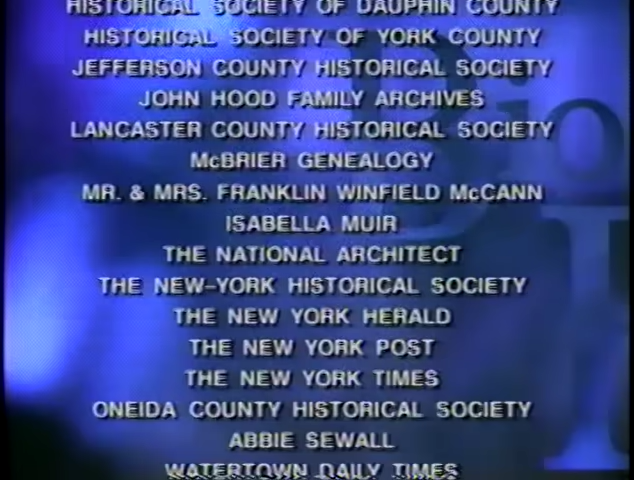 HISTORICAL SOCIETY OF DAUPHIN COUNTY
HISTORICAL SOCIETY OF YORK COUNTY
JEFFERSON COUNTY HISTORICAL SOCIETY
JOHN HOOD FAMILY ARCHIVES
LANCASTER COUNTY HISTORICAL SOCIETY
McBRIER GENEALOGY
MR. & MRS. FRANKLIN WINFIELD McCANN
ISABELLA MUIR
THE NATIONAL ARCHITECT
THE NEW-YORK HISTORICAL SOCIETY
THE NEW YORK HERALD
THE NEW YORK POST
THE NEW YORK TIMES
ONEIDA COUNTY HISTORICAL SOCIETY
ABBIE SEWALL
WATERTOWN DAILY TIMES
Bio